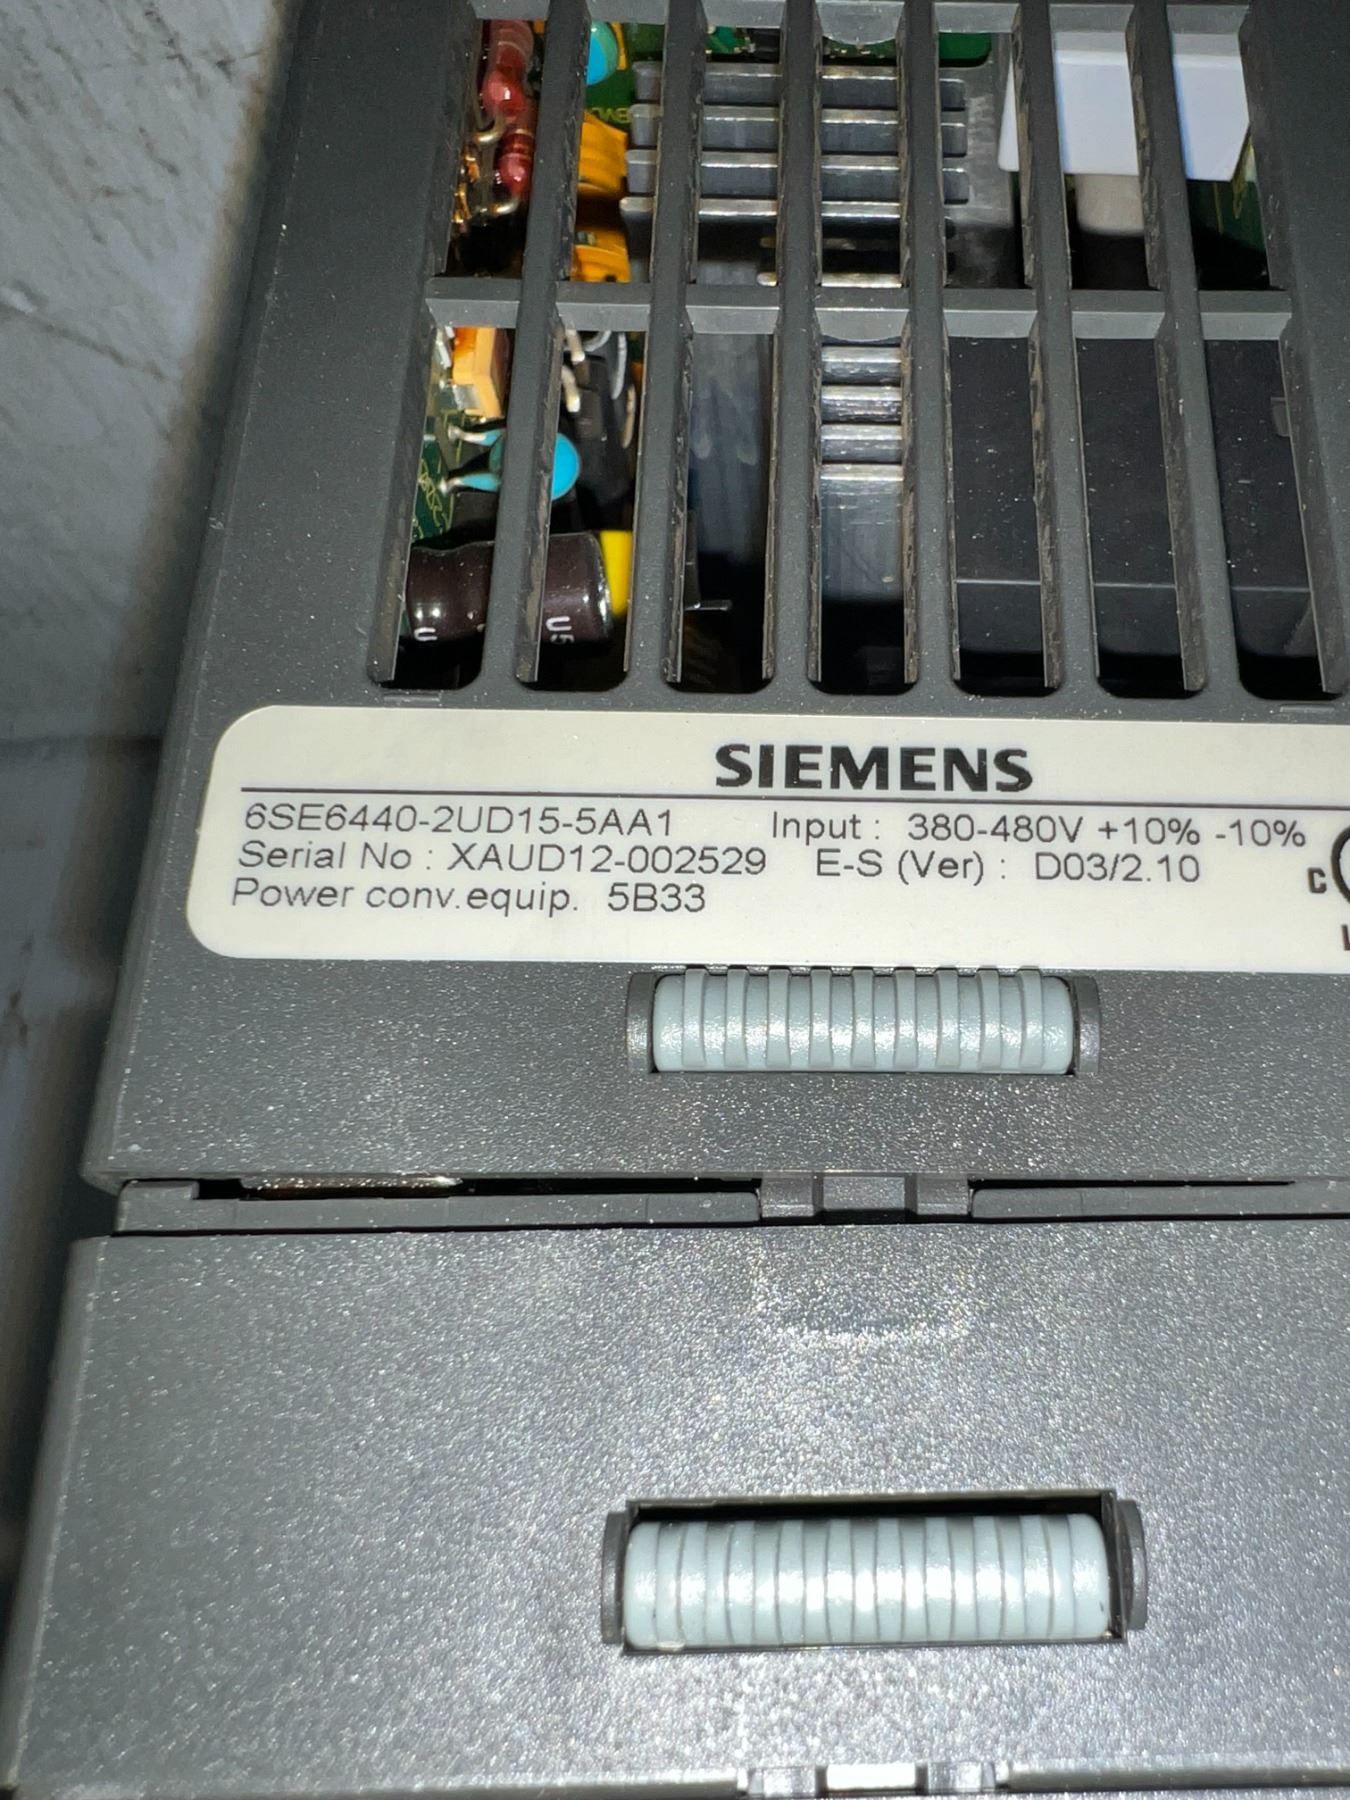 SIEMENS
6SE6440-2UD15-5AA1 Input : 380-480V +10% -10%
Serial No : XAUD12-002529 E-S (Ver) : D03/2.10
Power conv.equip. 5B33
C